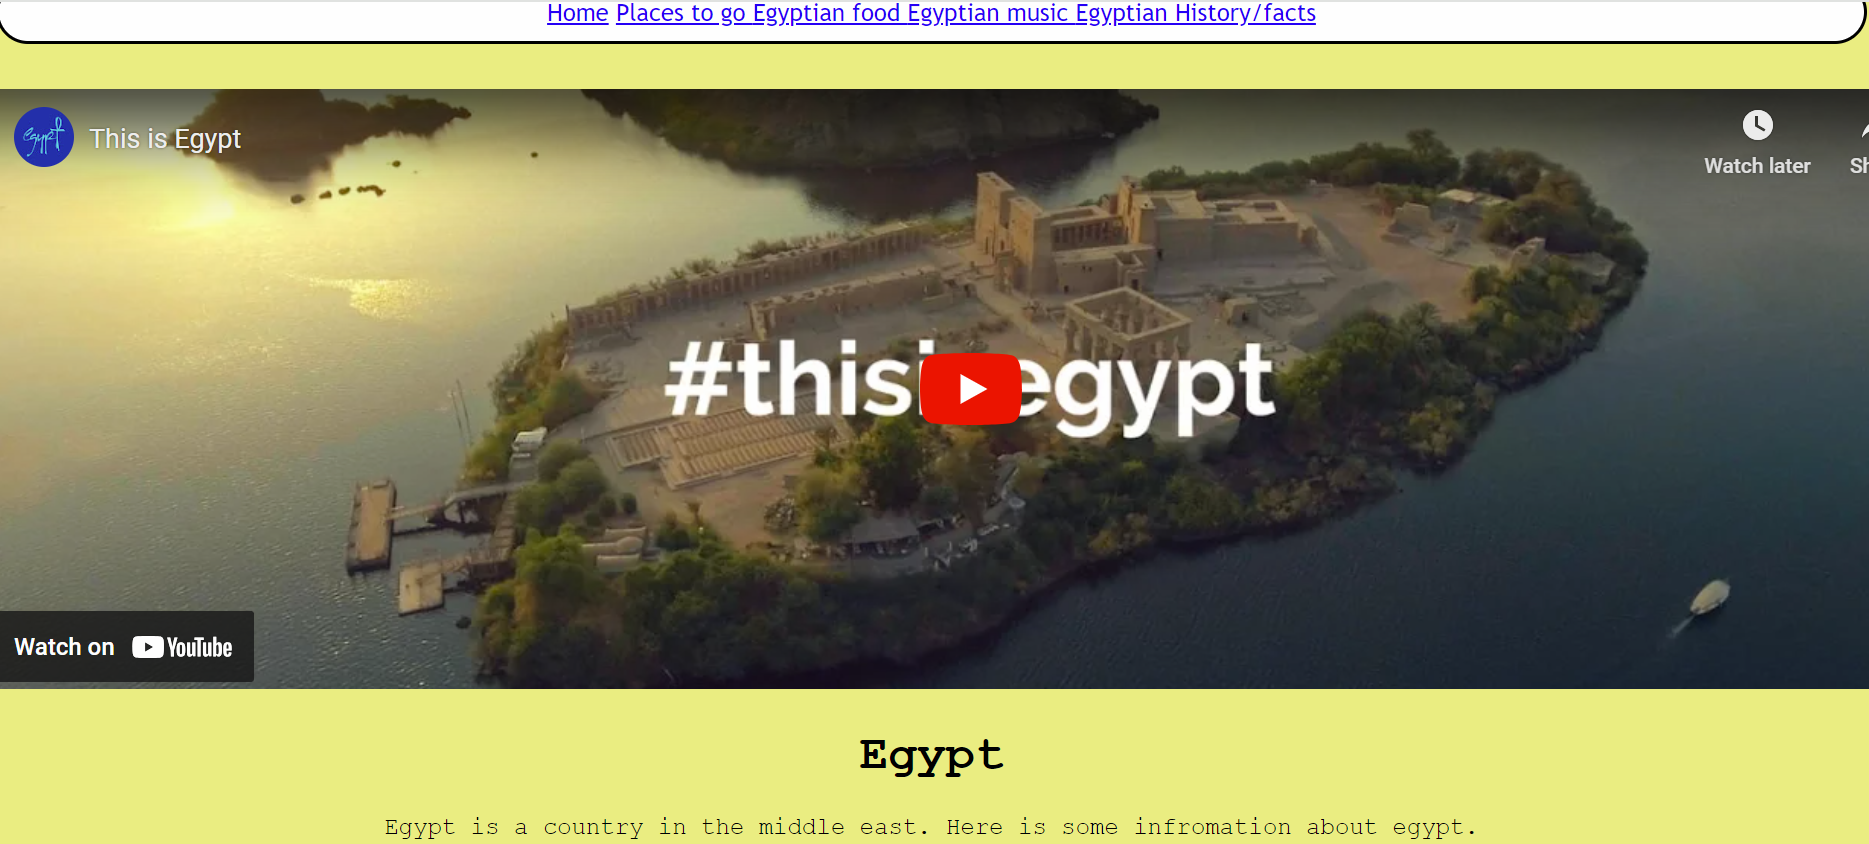 Home Places to go Egyptian food Egyptian music Egyptian History/facts
egypt
This is Egypt
Watch later
Sh
#thisi egypt
Watch on YouTube
Egypt
Egypt is a country in the middle east. Here is some infromation about egypt.